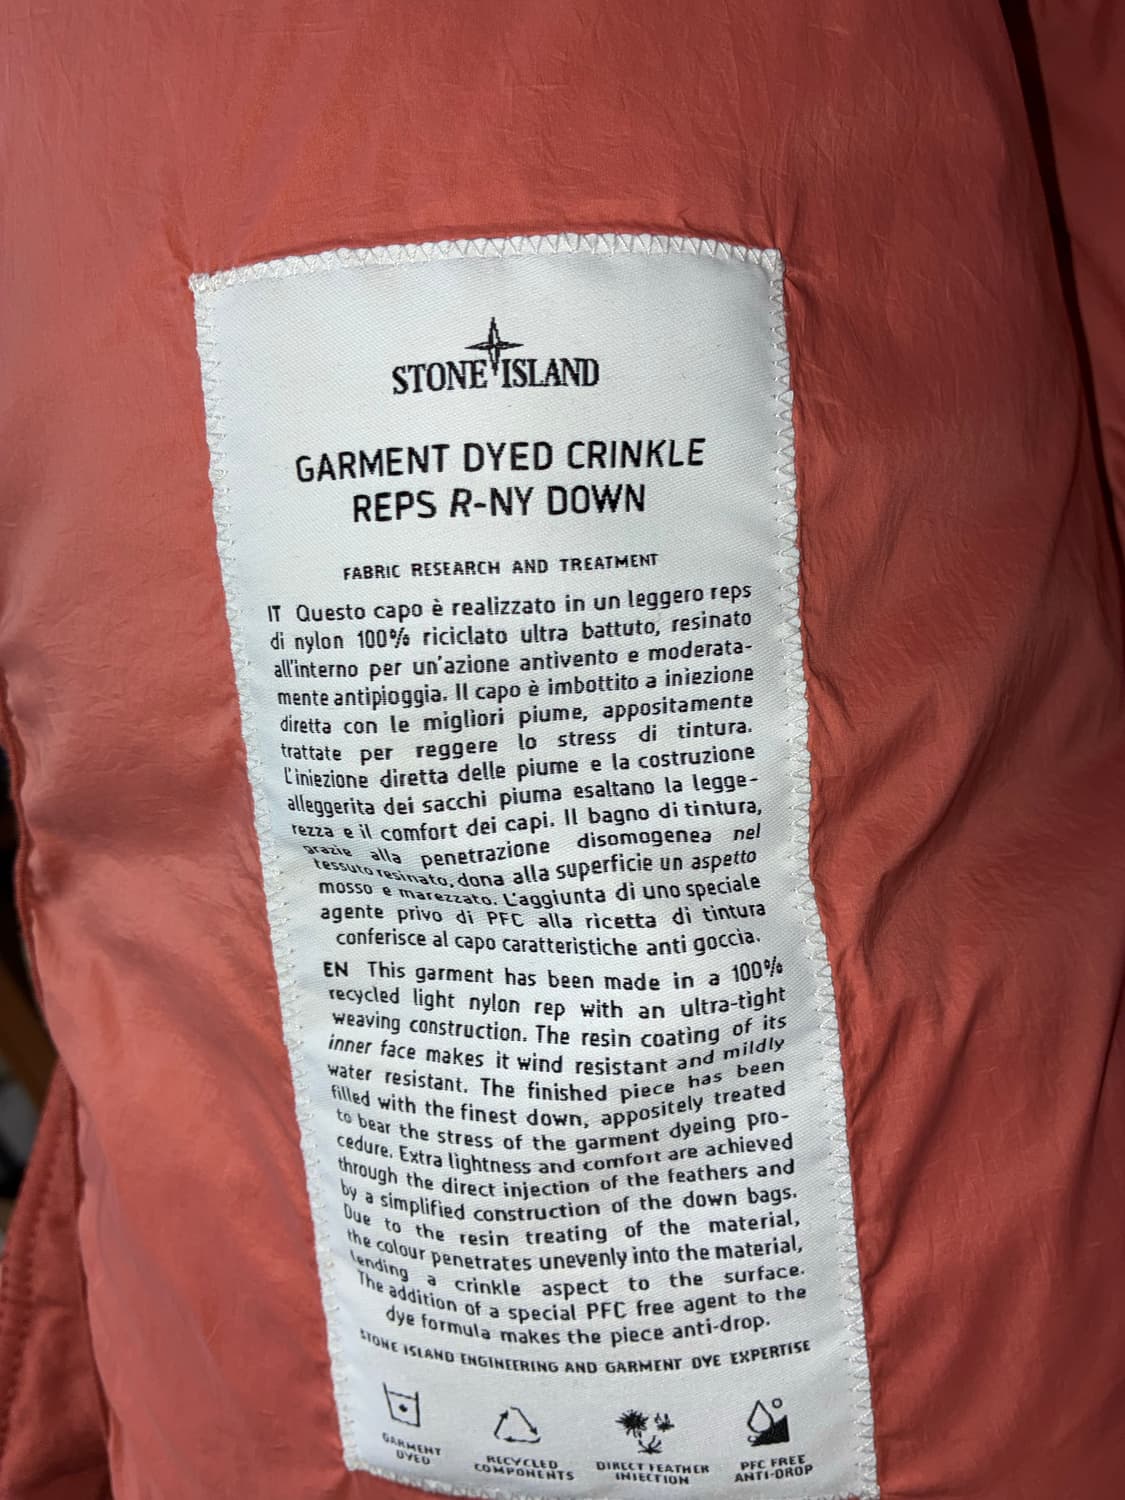 STONE ISLAND
GARMENT DYED CRINKLE
REPS R-NY DOWN
FABRIC RESEARCH AND TREATMENT
IT Questo capo è realizzato in un leggero reps
di nylon 100% riciclato ultra battuto, resinato
all'interno per un'azione antivento e moderata-
mente antipioggia. Il capo è imbottito a iniezione
diretta con le migliori piume, appositamente
trattate per reggere lo stress di tintura.
L'iniezione diretta delle piume e la costruzione
alleggerita dei sacchi piuma esaltano la legge-
rezza e il comfort dei capi. Il bagno di tintura,
grazie alla penetrazione disomogenea nel
tessuto resinato, dona alla superficie un aspetto
mosso e marezzato. L'aggiunta di uno speciale
agente privo di PFC alla ricetta di tintura
conferisce al capo caratteristiche anti goccia.
EN This garment has been made in a 100%
recycled light nylon rep with an ultra-tight
weaving construction. The resin coating of its
inner face makes it wind resistant and mildly
water resistant. The finished piece has been
filled with the finest down, appositely treated
to bear the stress of the garment dyeing pro-
cedure. Extra lightness and comfort are achieved
through the direct injection of the feathers and
by a simplified construction of the down bags.
Due to the resin treating of the material,
the colour penetrates unevenly into the material,
lending a crinkle aspect to the surface.
The addition of a special PFC free agent to the
dye formula makes the piece anti-drop.
STONE ISLAND ENGINEERING AND GARMENT DYE EXPERTISE
GARMENT
DYED
RECYCLED
COMPONENTS
DIRECT FEATHER
INJECTION
PFC FREE
ANTI-DROP